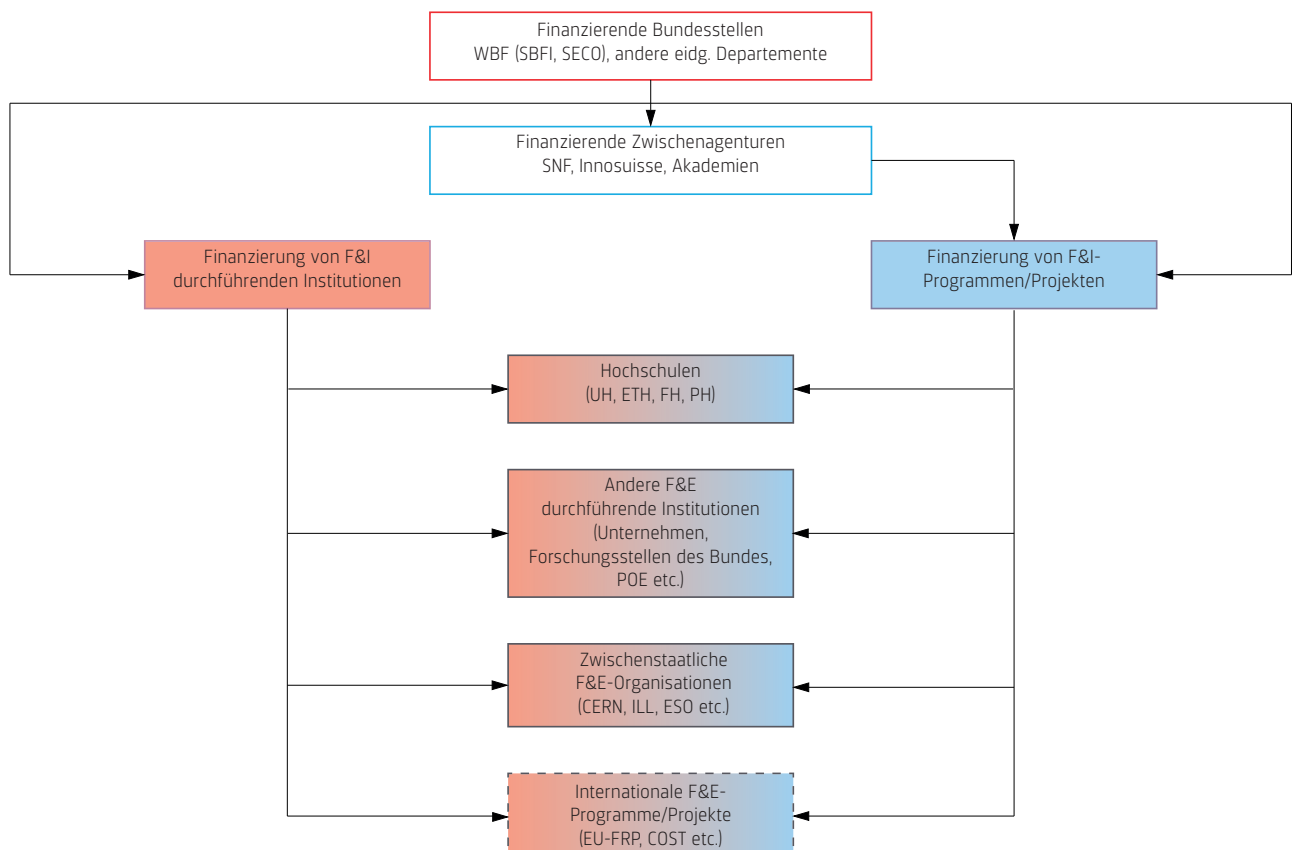 Finanzierende Bundesstellen
WBF (SBFI, SECO), andere eidg. Departemente
Finanzierende Zwischenagenturen
SNF, Innosuisse, Akademien
Finanzierung von F&I
durchführenden Institutionen
Finanzierung von F&I-
Programmen/Projekten
Hochschulen
(UH, ETH, FH, PH)
Andere F&E
durchführende Institutionen
(Unternehmen,
Forschungsstellen des Bundes,
POE etc.)
Zwischenstaatliche
F&E-Organisationen
(CERN, ILL, ESO etc.)
Internationale F&E-
Programme/Projekte
(EU-FRP, COST etc.)